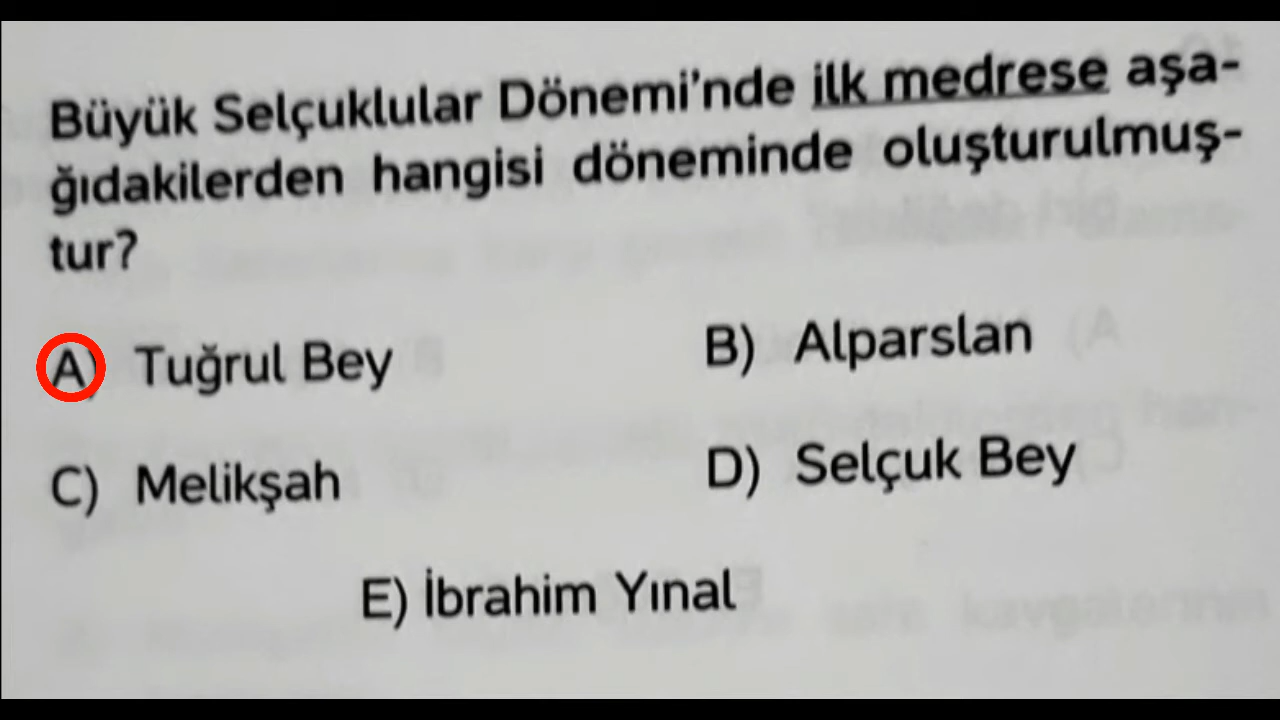 Büyük Selçuklular Dönemi'nde ilk medrese aşa-
ğıdakilerden hangisi döneminde oluşturulmuş-
tur?
A) Tuğrul Bey
B) Alparslan
C) Melikşah
D) Selçuk Bey
E) İbrahim Yınal